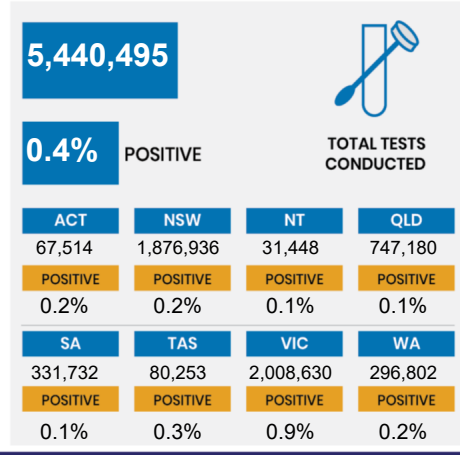 5,440,495
0.4% POSITIVE
TOTAL TESTS
CONDUCTED
ACT NSW NT QLD
67,514 1,876,936 31,448 747,180
POSITIVE POSITIVE POSITIVE POSITIVE
0.2% 0.2% 0.1% 0.1%
SA TAS VIC WA
331,732 80,253 2,008,630 296,802
POSITIVE POSITIVE POSITIVE POSITIVE
0.1% 0.3% 0.9% 0.2%